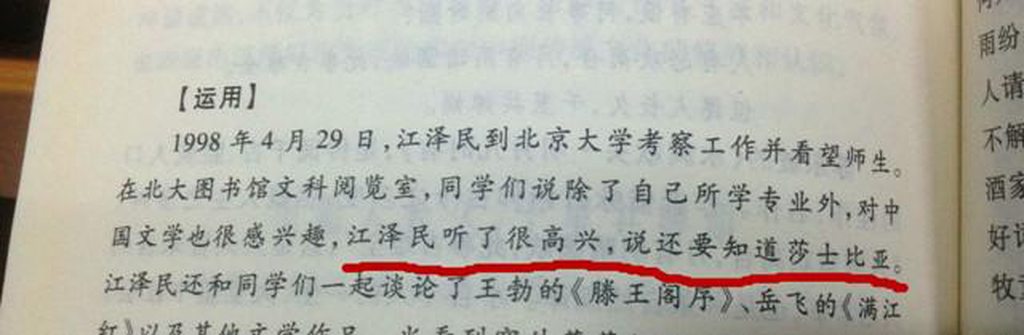 【运用】
1998年4月29日,江泽民到北京大学考察工作并看望师生。
在北大图书馆文科阅览室,同学们说除了自己所学专业外,对中
国文学也很感兴趣,江泽民听了很高兴,说还要知道莎士比亚。
江泽民还和同学们一起谈论了王勃的《滕王阁序》、岳飞的《满江
红》以及其他文学作品
雨纷
人请
不解
酒家
好
牧